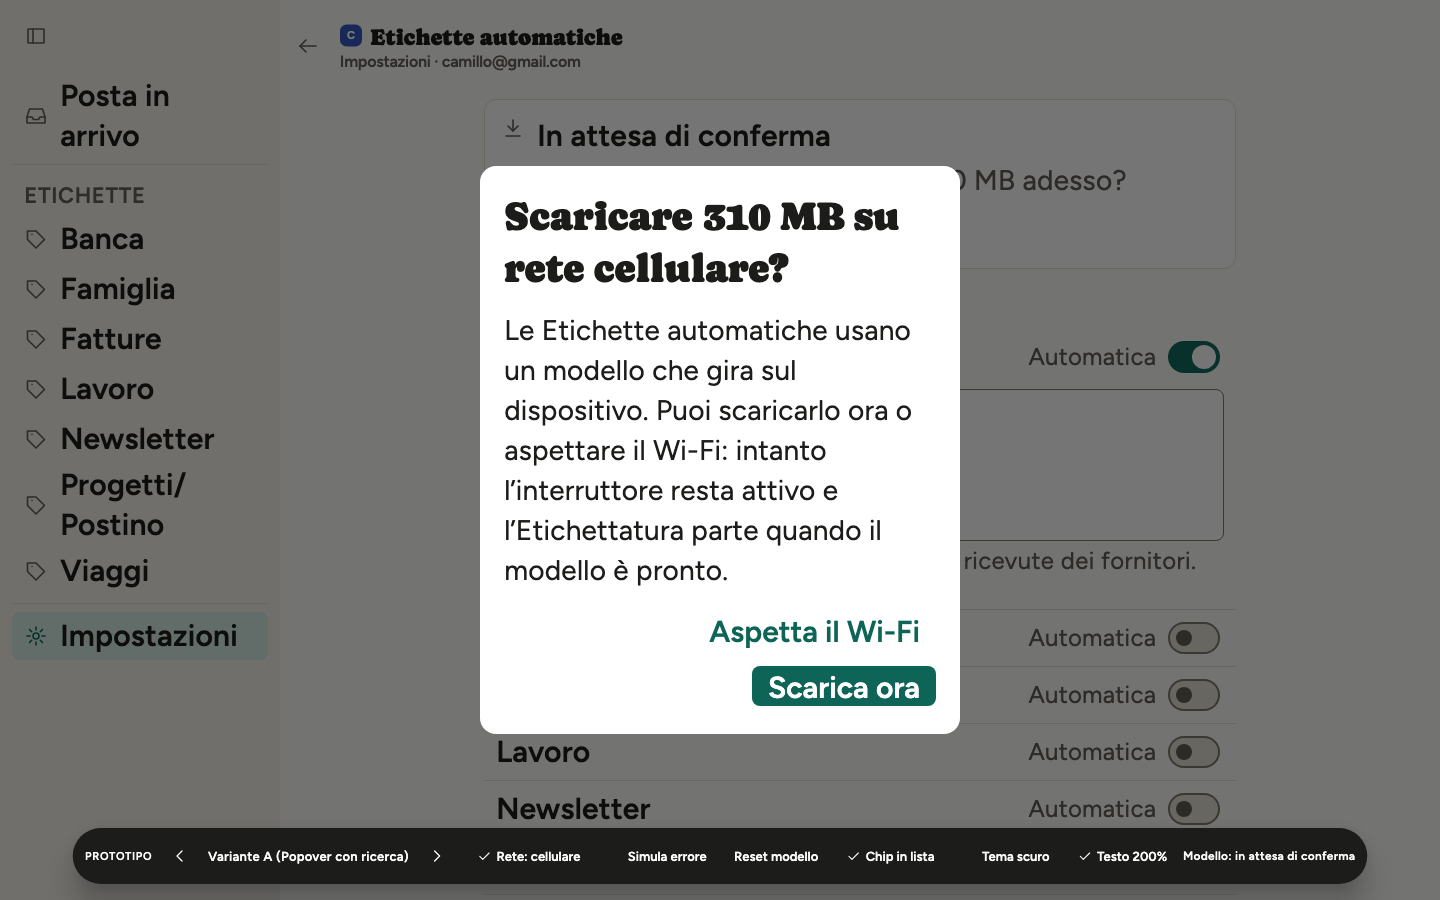 C Etichette automatiche
Impostazioni · camillo@gmail.com
Posta in
arrivo
ETICHETTE
Banca
Famiglia
Fatture
Lavoro
Newsletter
Progetti/
Postino
Viaggi
Impostazioni
In attesa di conferma
MB adesso?
Automatica
ricevute dei fornitori.
Automatica
Automatica
Lavoro Automatica
Newsletter Automatica
Scaricare 310 MB su
rete cellulare?
Le Etichette automatiche usano
un modello che gira sul
dispositivo. Puoi scaricarlo ora o
aspettare il Wi-Fi: intanto
l’interruttore resta attivo e
l’Etichettatura parte quando il
modello è pronto.
Aspetta il Wi-Fi
Scarica ora
PROTOTIPO Variante A (Popover con ricerca) Rete: cellulare Simula errore Reset modello Chip in lista Tema scuro Testo 200% Modello: in attesa di conferma